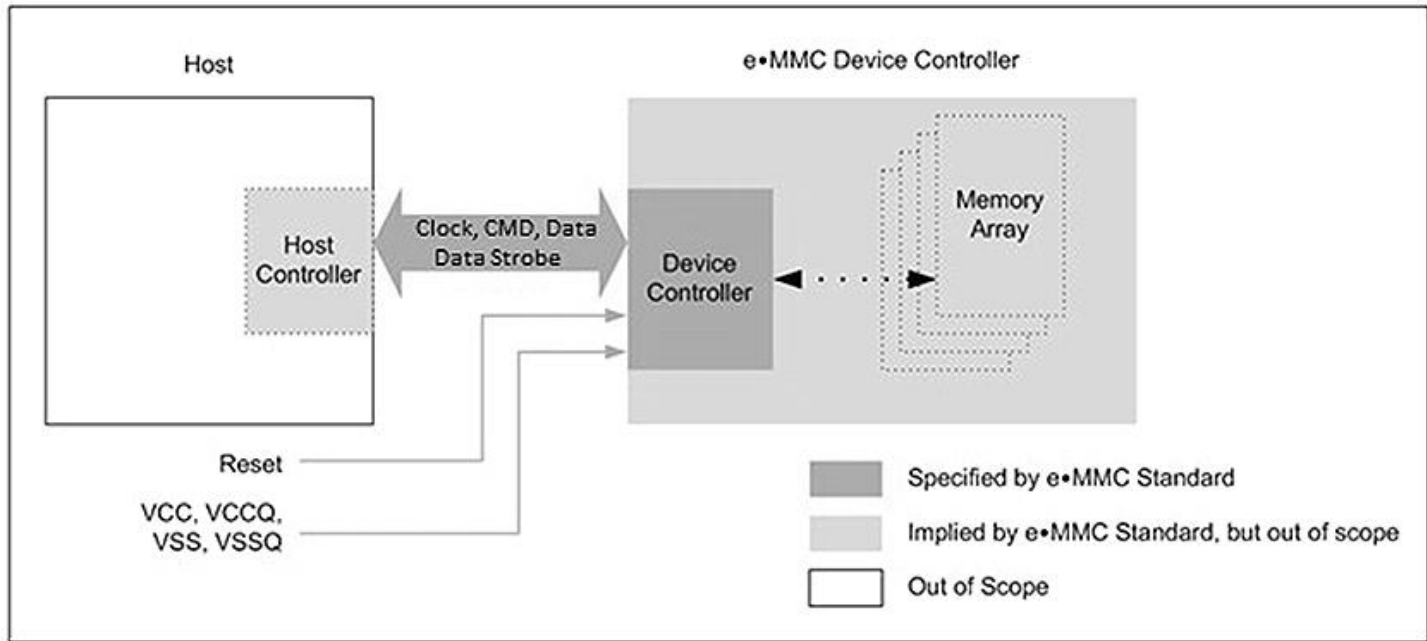 Host
e•MMC Device Controller
Host
Controller
Clock, CMD, Data
Data Strobe
Device
Controller
Memory
Array
Reset
VCC, VCCQ,
VSS, VSSQ
Specified by e•MMC Standard
Implied by e•MMC Standard, but out of scope
Out of Scope